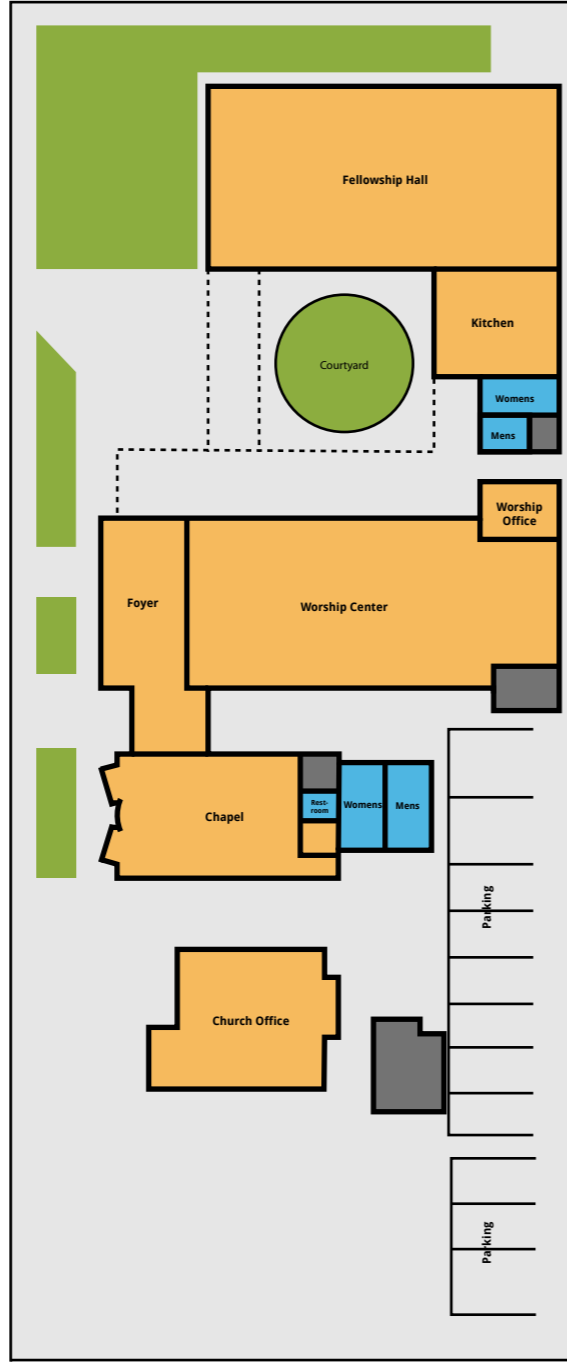 Fellowship Hall
Kitchen
Courtyard
Womens
Mens
Worship
Office
Foyer
Worship Center
Rest-
room
Womens
Mens
Chapel
Parking
Church Office
Parking